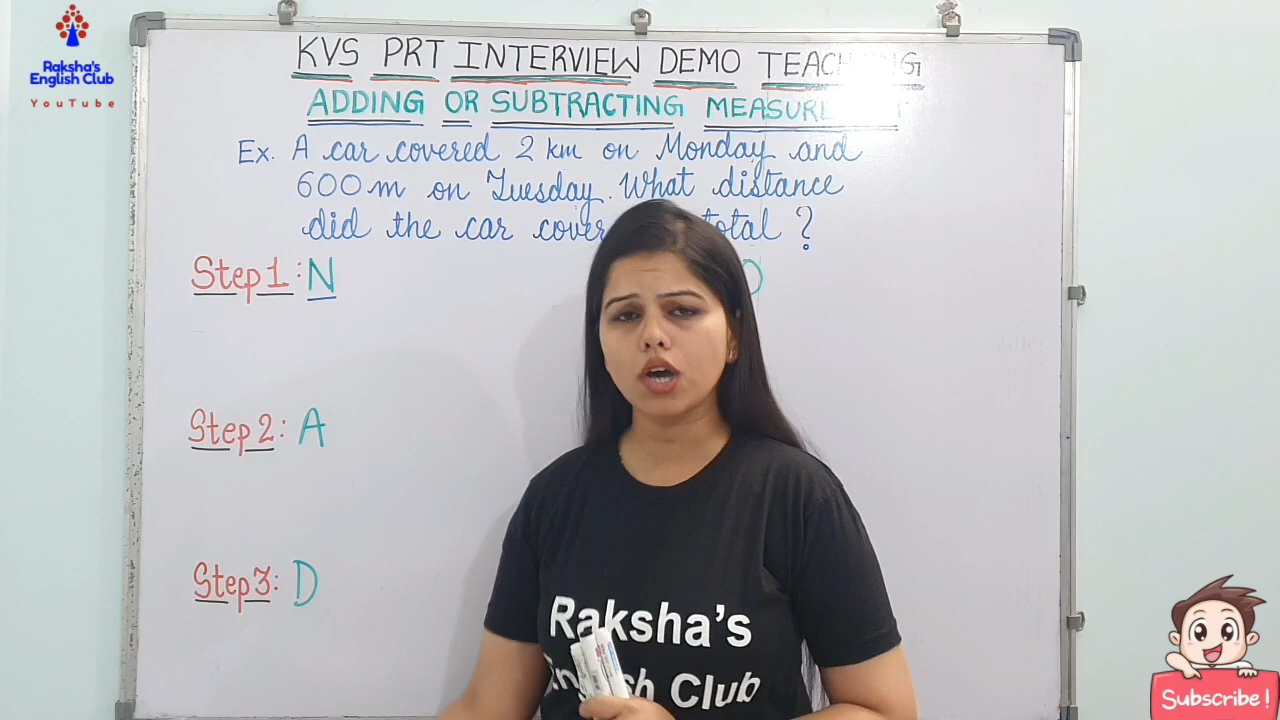 Raksha's
English Club
YouTube
KVS PRT INTERVIEW DEMO
ADDING OR SUBTRACTING
Ex. A car covered 2 km on Monday and
600 m on Tuesday. What distance
did the car total ?
Step 1: N
O
Step 2: A
Step 3: D
Raksha's
Club
Subscribe!